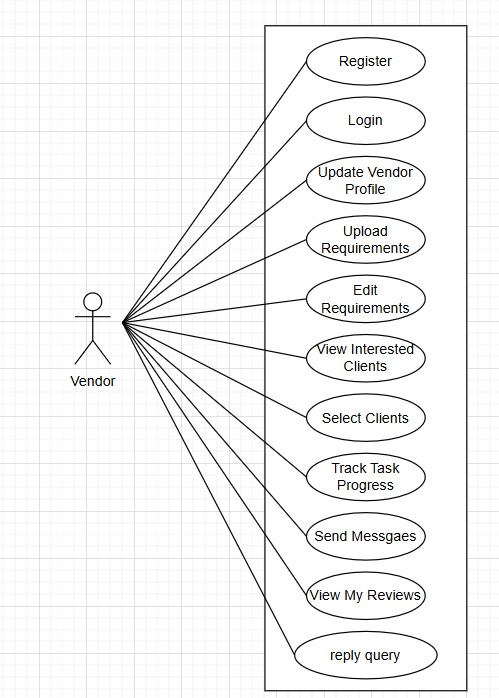 Register
Login
Update Vendor
Profile
Upload
Requirements
Edit
Requirements
View Interested
Clients
Vendor
Select Clients
Track Task
Progress
Send Messgaes
View My Reviews
reply query